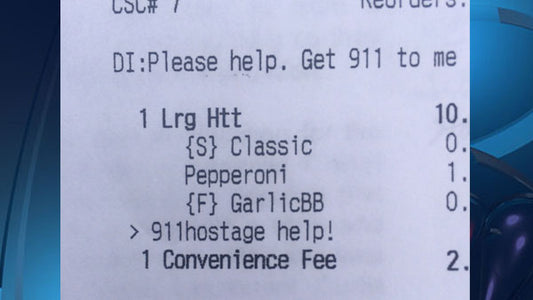 CSC# 7 Reorders:
DI:Please help. Get 911 to me
1 Lrg Htt 10.
{S} Classic 0.
Pepperoni 1.
{F} GarlicBB 0.
> 911hostage help!
1 Convenience Fee 2.